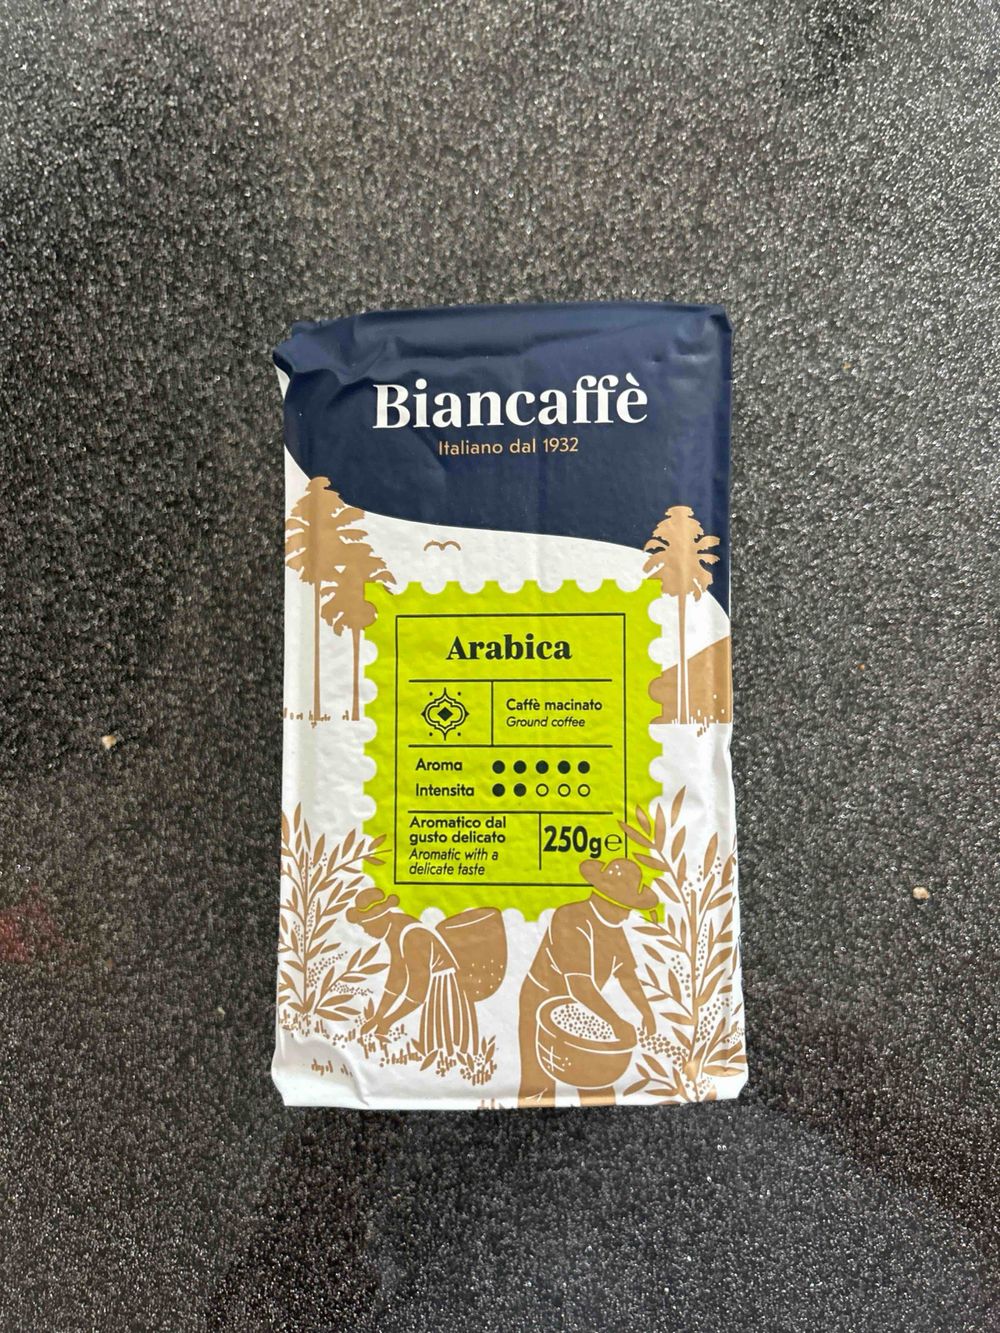 Biancaffè
Italiano dal 1932
Arabica
Caffè macinato
Ground coffee
Aroma
Intensita
Aromatico dal
gusto delicato
Aromatic with a
delicate taste
250g℮